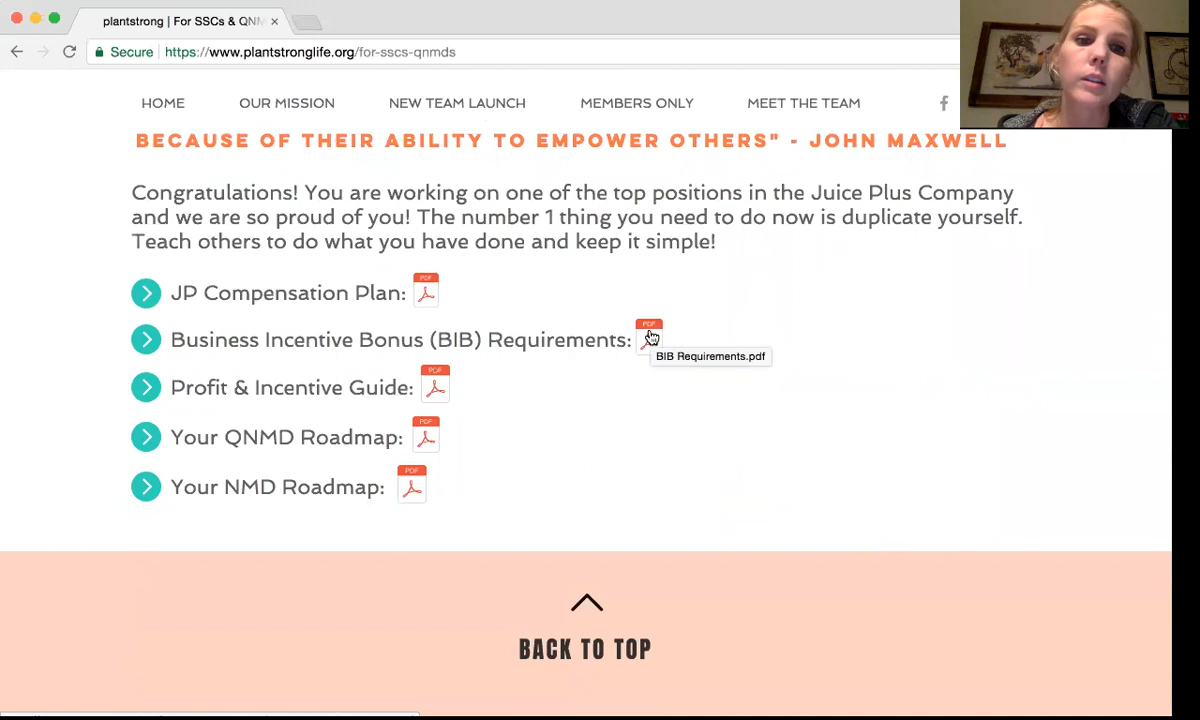 plantstrong | For SSCs & QNM
Secure https://www.plantstronglife.org/for-sscs-qnmds
HOME OUR MISSION NEW TEAM LAUNCH MEMBERS ONLY MEET THE TEAM f
BECAUSE OF THEIR ABILITY TO EMPOWER OTHERS" - JOHN MAXWELL
Congratulations! You are working on one of the top positions in the Juice Plus Company
and we are so proud of you! The number 1 thing you need to do now is duplicate yourself.
Teach others to do what you have done and keep it simple!
JP Compensation Plan: PDF
Business Incentive Bonus (BIB) Requirements: PDF
BIB Requirements.pdf
Profit & Incentive Guide: PDF
Your QNMD Roadmap: PDF
Your NMD Roadmap: PDF
BACK TO TOP